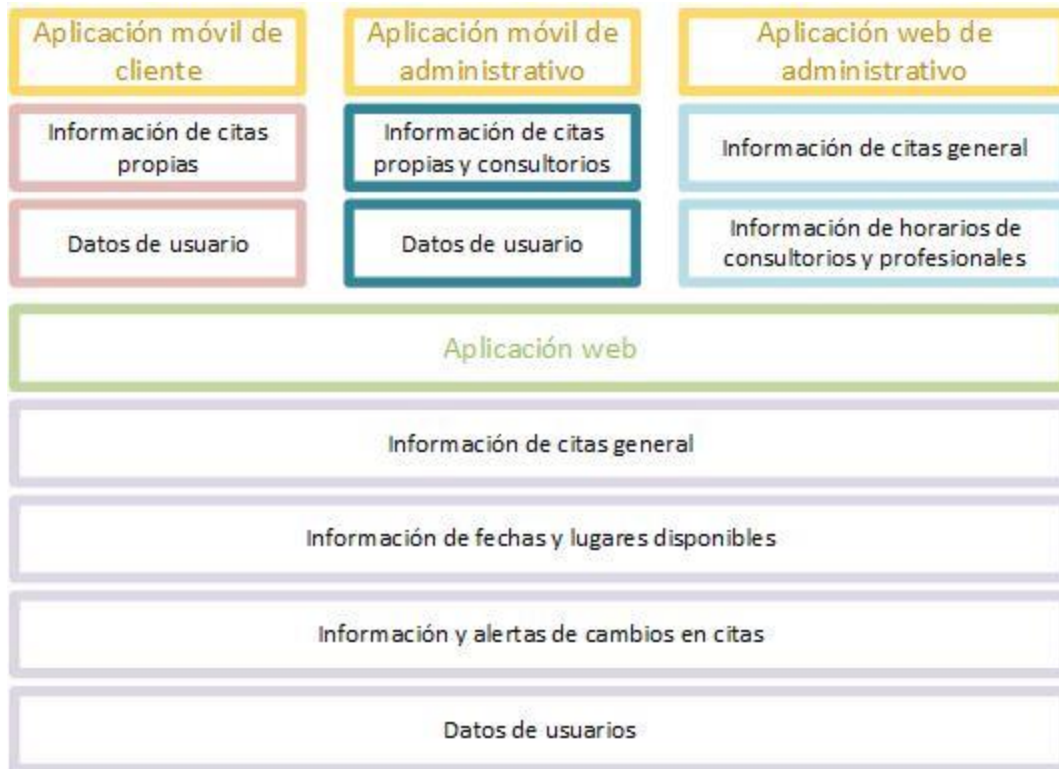 Aplicación móvil de
cliente
Aplicación móvil de
administrativo
Aplicación web de
administrativo
Información de citas
propias
Información de citas
propias y consultorios
Información de citas general
Datos de usuario
Datos de usuario
Información de horarios de
consultorios y profesionales
Aplicación web
Información de citas general
Información de fechas y lugares disponibles
Información y alertas de cambios en citas
Datos de usuarios